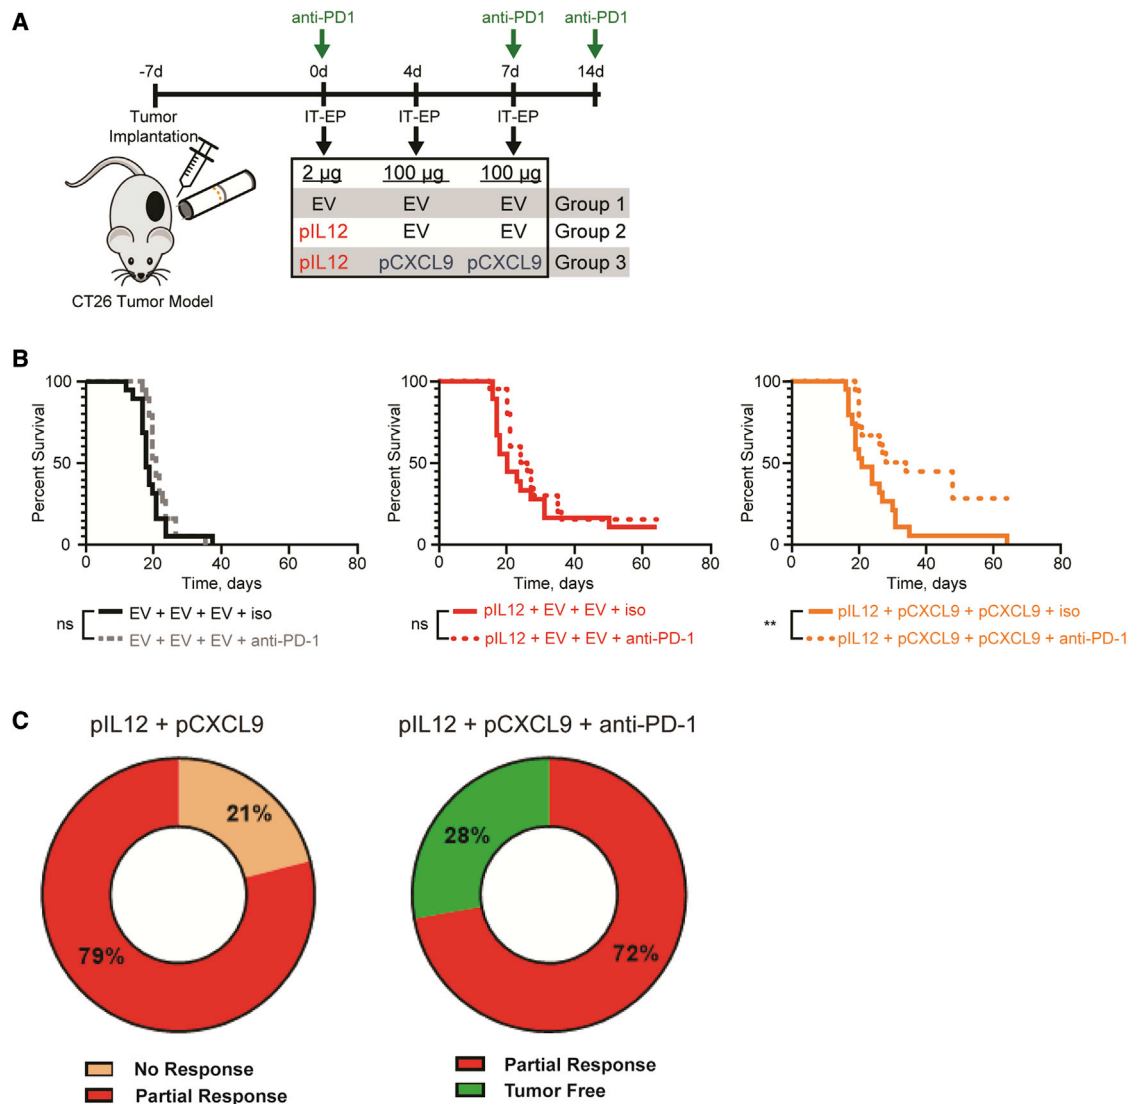 A
anti-PD1 anti-PD1 anti-PD1
-7d 0d 4d 7d 14d
Tumor
Implantation
IT-EP IT-EP IT-EP
2 µg 100 µg 100 µg
EV EV EV Group 1
pIL12 EV EV Group 2
pIL12 pCXCL9 pCXCL9 Group 3
CT26 Tumor Model
B
Percent Survival
100
50
0
0 20 40 60 80
Time, days
ns
EV + EV + EV + iso
EV + EV + EV + anti-PD-1
Percent Survival
100
50
0
0 20 40 60 80
Time, days
ns
pIL12 + EV + EV + iso
pIL12 + EV + EV + anti-PD-1
Percent Survival
100
50
0
0 20 40 60 80
Time, days
**
pIL12 + pCXCL9 + pCXCL9 + iso
pIL12 + pCXCL9 + pCXCL9 + anti-PD-1
C
pIL12 + pCXCL9
21%
79%
No Response
Partial Response
pIL12 + pCXCL9 + anti-PD-1
28%
72%
Partial Response
Tumor Free